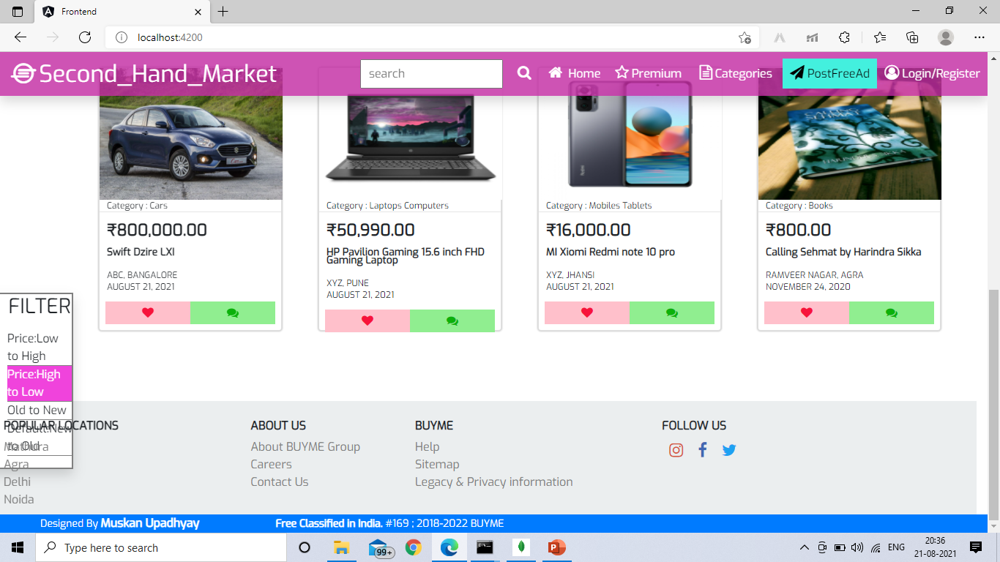 Frontend
localhost:4200
Second_Hand_Market
search
Home
Premium
Categories
PostFreeAd
Login/Register
Category : Cars
₹800,000.00
Swift Dzire LXI
ABC, BANGALORE
AUGUST 21, 2021
Category : Laptops Computers
₹50,990.00
HP Pavilion Gaming 15.6 inch FHD
Gaming Laptop
XYZ, PUNE
AUGUST 21, 2021
Category : Mobiles Tablets
₹16,000.00
MI Xiomi Redmi note 10 pro
XYZ, JHANSI
AUGUST 21, 2021
Category : Books
₹800.00
Calling Sehmat by Harindra Sikka
RAMVEER NAGAR, AGRA
NOVEMBER 24, 2020
FILTER
Price:Low
to High
Price:High
to Low
Old to New
Default:New
to Old
POPULAR LOCATIONS
Mathura
Agra
Delhi
Noida
ABOUT US
About BUYME Group
Careers
Contact Us
BUYME
Help
Sitemap
Legacy & Privacy information
FOLLOW US
Designed By Muskan Upadhyay
Free Classified in India. #169 ; 2018-2022 BUYME
Type here to search
99+
ENG
20:36
21-08-2021